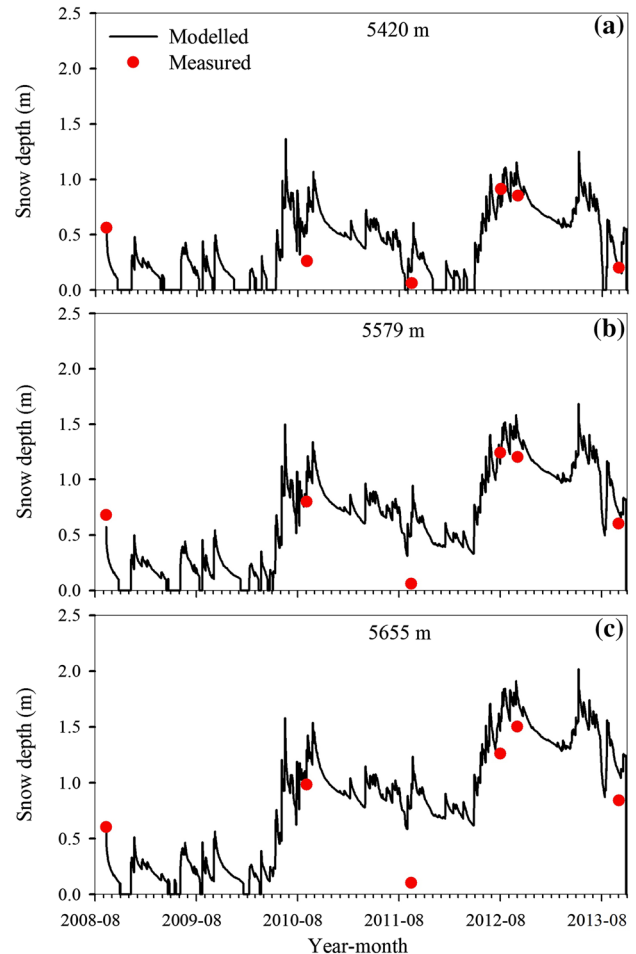 5420 m
(a)
Modelled
Measured
Snow depth (m)
2.5
2.0
1.5
1.0
0.5
0.0
5579 m
(b)
Snow depth (m)
2.5
2.0
1.5
1.0
0.5
0.0
5655 m
(c)
Snow depth (m)
2.5
2.0
1.5
1.0
0.5
0.0
2008-08 2009-08 2010-08 2011-08 2012-08 2013-08
Year-month